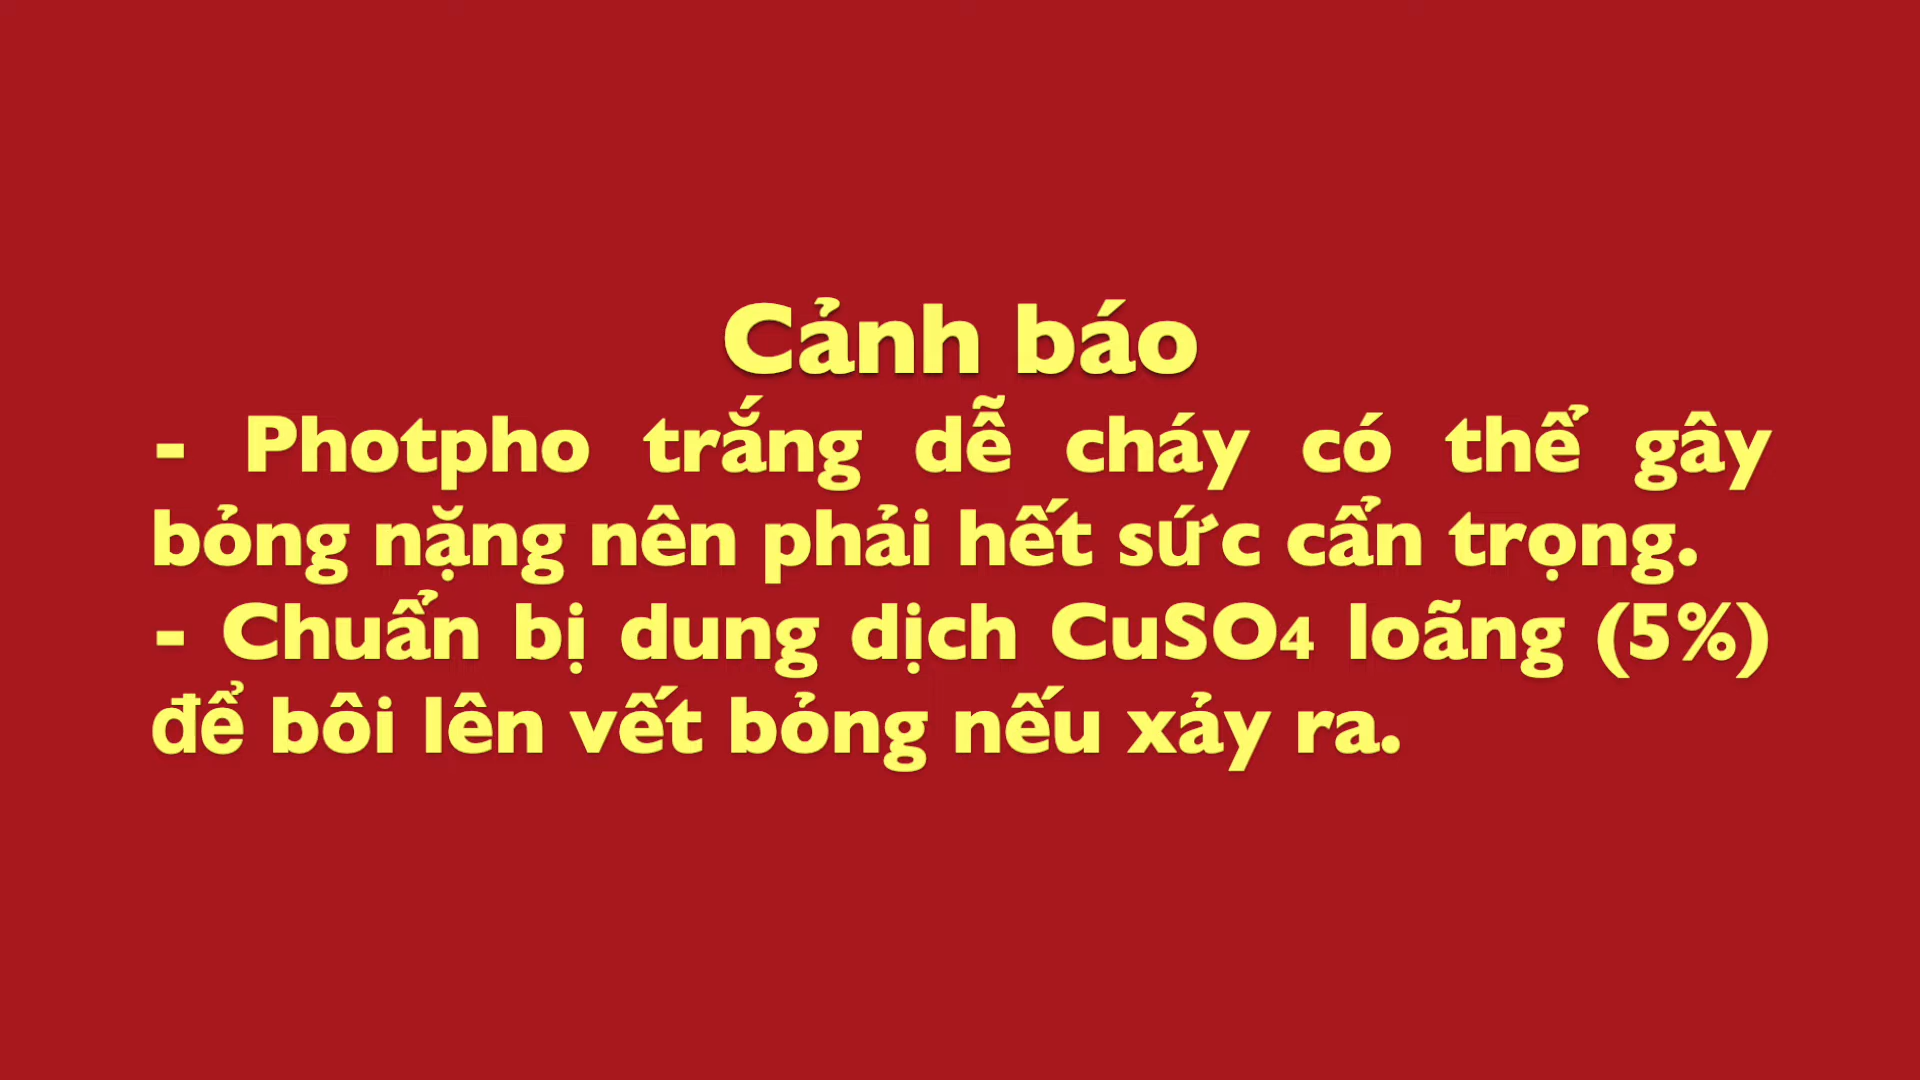 Cảnh báo
- Photpho trắng dễ cháy có thể gây
bỏng nặng nên phải hết sức cẩn trọng.
- Chuẩn bị dung dịch CuSO4 loãng (5%)
để bôi lên vết bỏng nếu xảy ra.